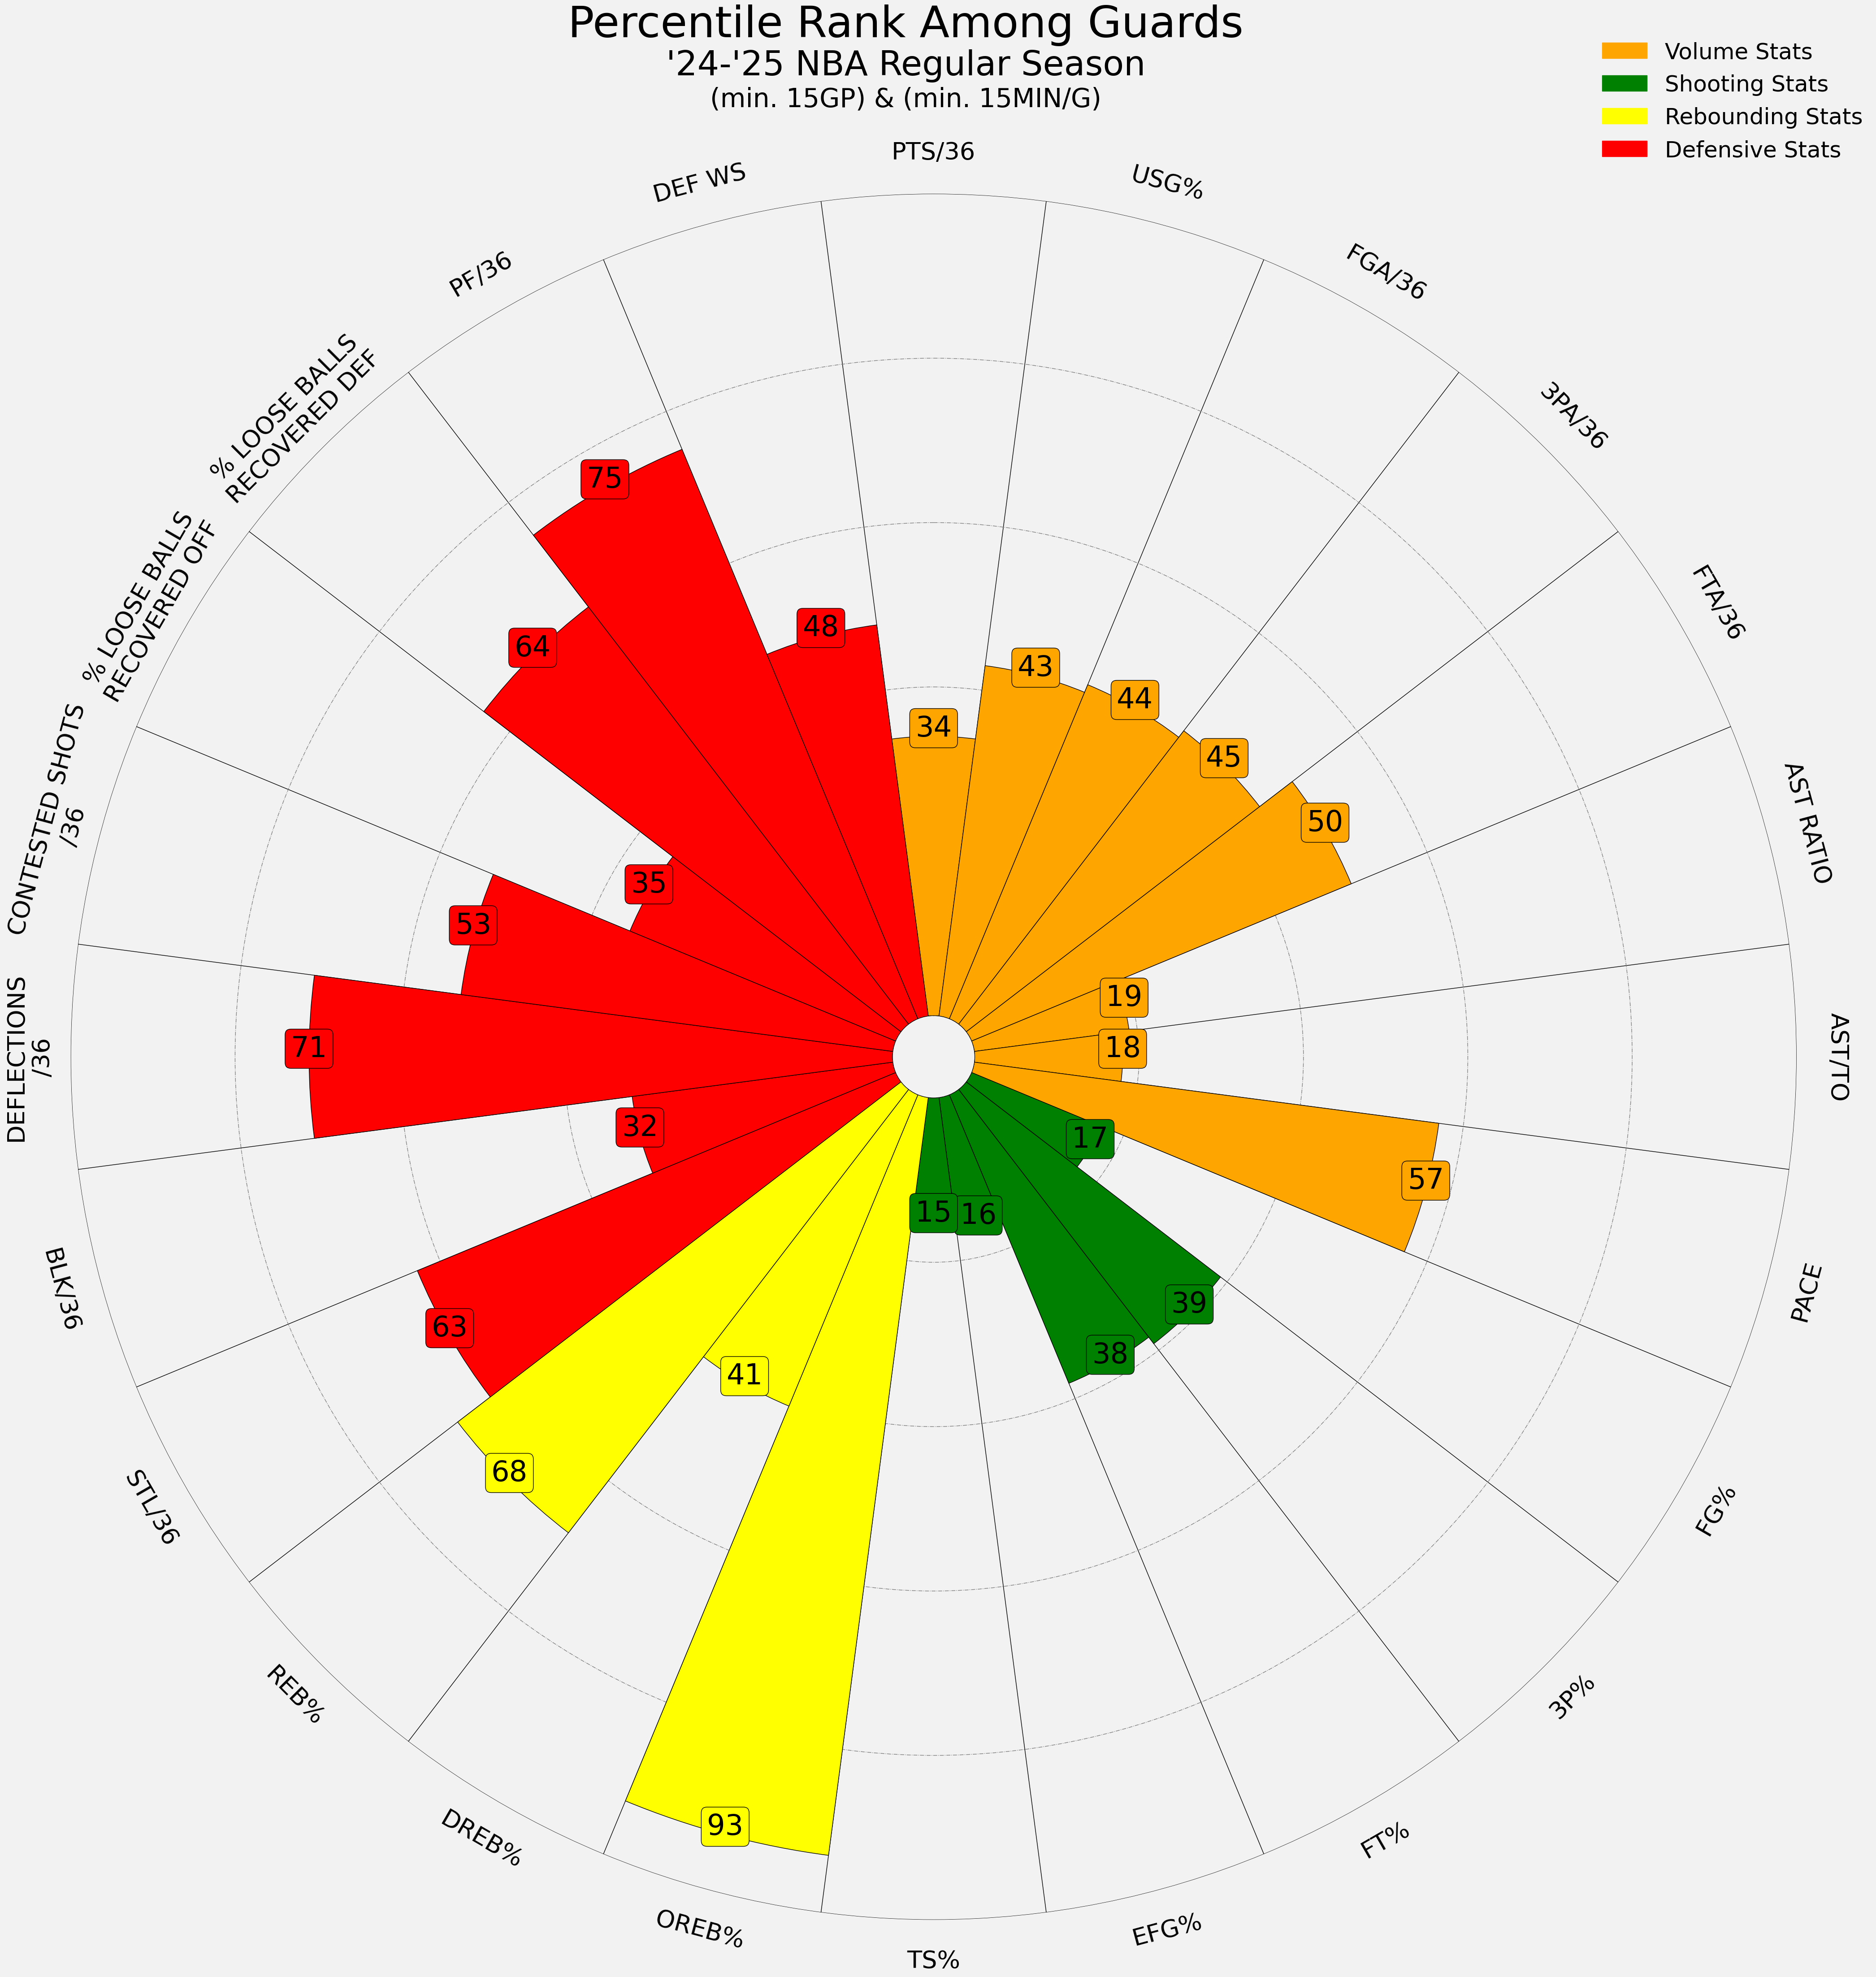 Percentile Rank Among Guards
'24-'25 NBA Regular Season
(min. 15GP) & (min. 15MIN/G)
Volume Stats
Shooting Stats
Rebounding Stats
Defensive Stats
PTS/36
USG%
FGA/36
3PA/36
FTA/36
AST RATIO
AST/TO
PACE
FG%
3P%
FT%
EFG%
TS%
OREB%
DREB%
REB%
STL/36
BLK/36
DEFLECTIONS
/36
CONTESTED SHOTS
/36
% LOOSE BALLS
RECOVERED OFF
% LOOSE BALLS
RECOVERED DEF
PF/36
DEF WS
34
43
44
45
50
19
18
57
17
39
38
16
15
93
41
68
63
32
71
53
35
64
75
48